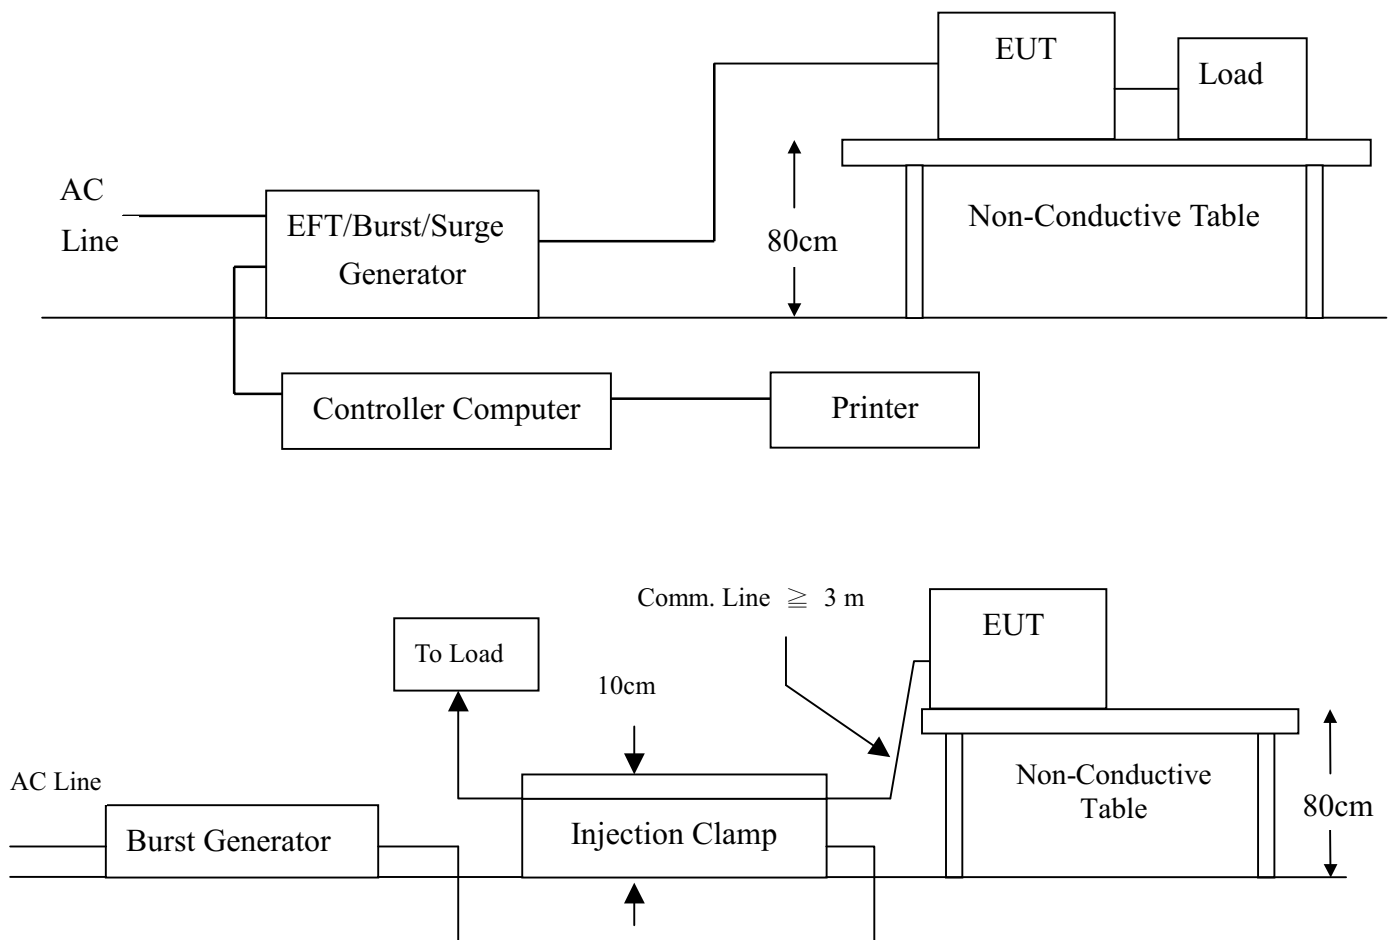 EUT
Load
AC
Line
EFT/Burst/Surge
Generator
80cm
Non-Conductive Table
Controller Computer
Printer
Comm. Line ≧ 3 m
EUT
To Load
10cm
AC Line
Burst Generator
Injection Clamp
Non-Conductive
Table
80cm